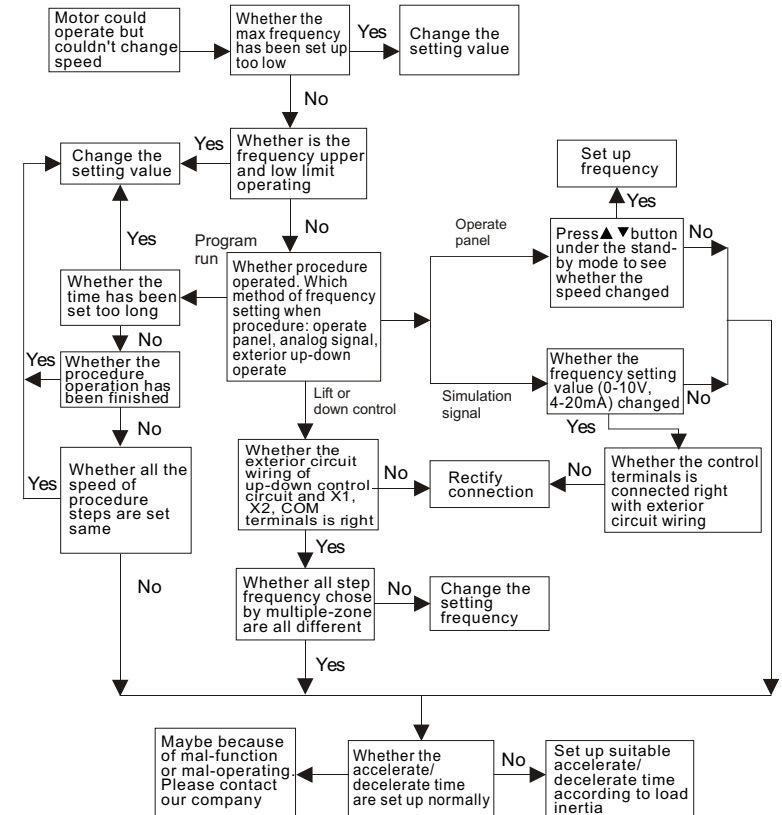 Motor could
operate but
couldn't change
speed
Whether the
max frequency
has been set up
too low
Yes
Change the
setting value
No
Change the
setting value
Yes
Whether is the
frequency upper
and low limit
operating
No
Set up
frequency
Yes
Yes
Whether the
time has been
set too long
Program
run
Whether procedure
operated. Which
method of frequency
setting when
procedure: operate
panel, analog signal,
exterior up-down
operate
Operate
panel
Press▲ ▼button
under the stand-
by mode to see
whether the
speed changed
No
No
Yes
Whether the
procedure
operation has
been finished
No
Lift or
down control
Simulation
signal
Whether the
frequency setting
value (0-10V,
4-20mA) changed
No
Yes
Yes
Whether all the
speed of
procedure
steps are set
same
No
Whether the
exterior circuit
wiring of
up-down control
circuit and X1,
X2, COM
terminals is right
No
Rectify
connection
No
Whether the control
terminals is
connected right
with exterior
circuit wiring
Yes
Whether all step
frequency chose
by multiple-zone
are all different
No
Change the
setting
frequency
Yes
Maybe because
of mal-function
or mal-operating.
Please contact
our company
Whether the
accelerate/
decelerate time
are set up normally
No
Set up suitable
accelerate/
decelerate time
according to load
inertia